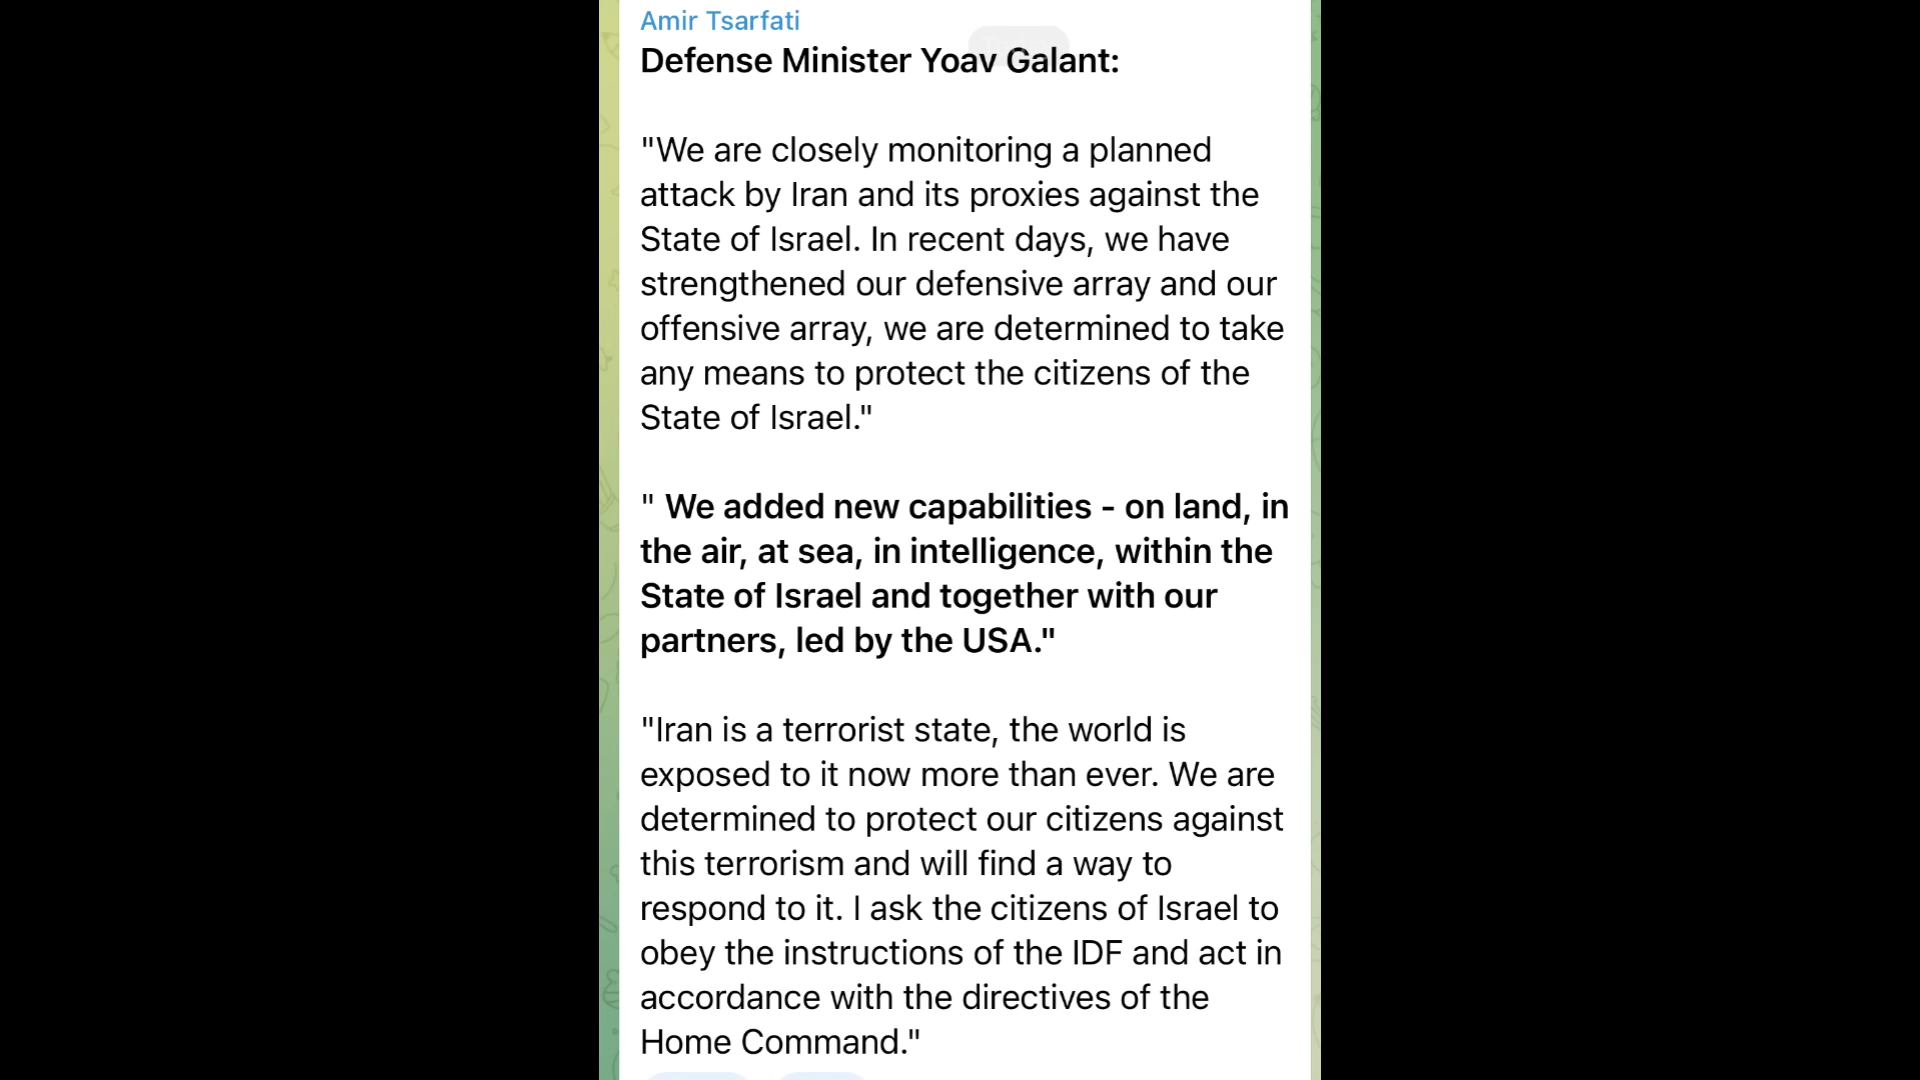 Amir Tsarfati
Defense Minister Yoav Galant:
"We are closely monitoring a planned
attack by Iran and its proxies against the
State of Israel. In recent days, we have
strengthened our defensive array and our
offensive array, we are determined to take
any means to protect the citizens of the
State of Israel."
" We added new capabilities - on land, in
the air, at sea, in intelligence, within the
State of Israel and together with our
partners, led by the USA."
"Iran is a terrorist state, the world is
exposed to it now more than ever. We are
determined to protect our citizens against
this terrorism and will find a way to
respond to it. I ask the citizens of Israel to
obey the instructions of the IDF and act in
accordance with the directives of the
Home Command."